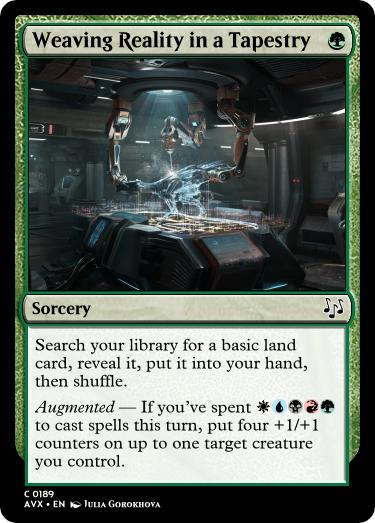 Weaving Reality in a Tapestry
Sorcery
Search your library for a basic land
card, reveal it, put it into your hand,
then shuffle.
Augmented — If you've spent
to cast spells this turn, put four +1/+1
counters on up to one target creature
you control.
C 0189
AVX • EN Julia Gorokhova